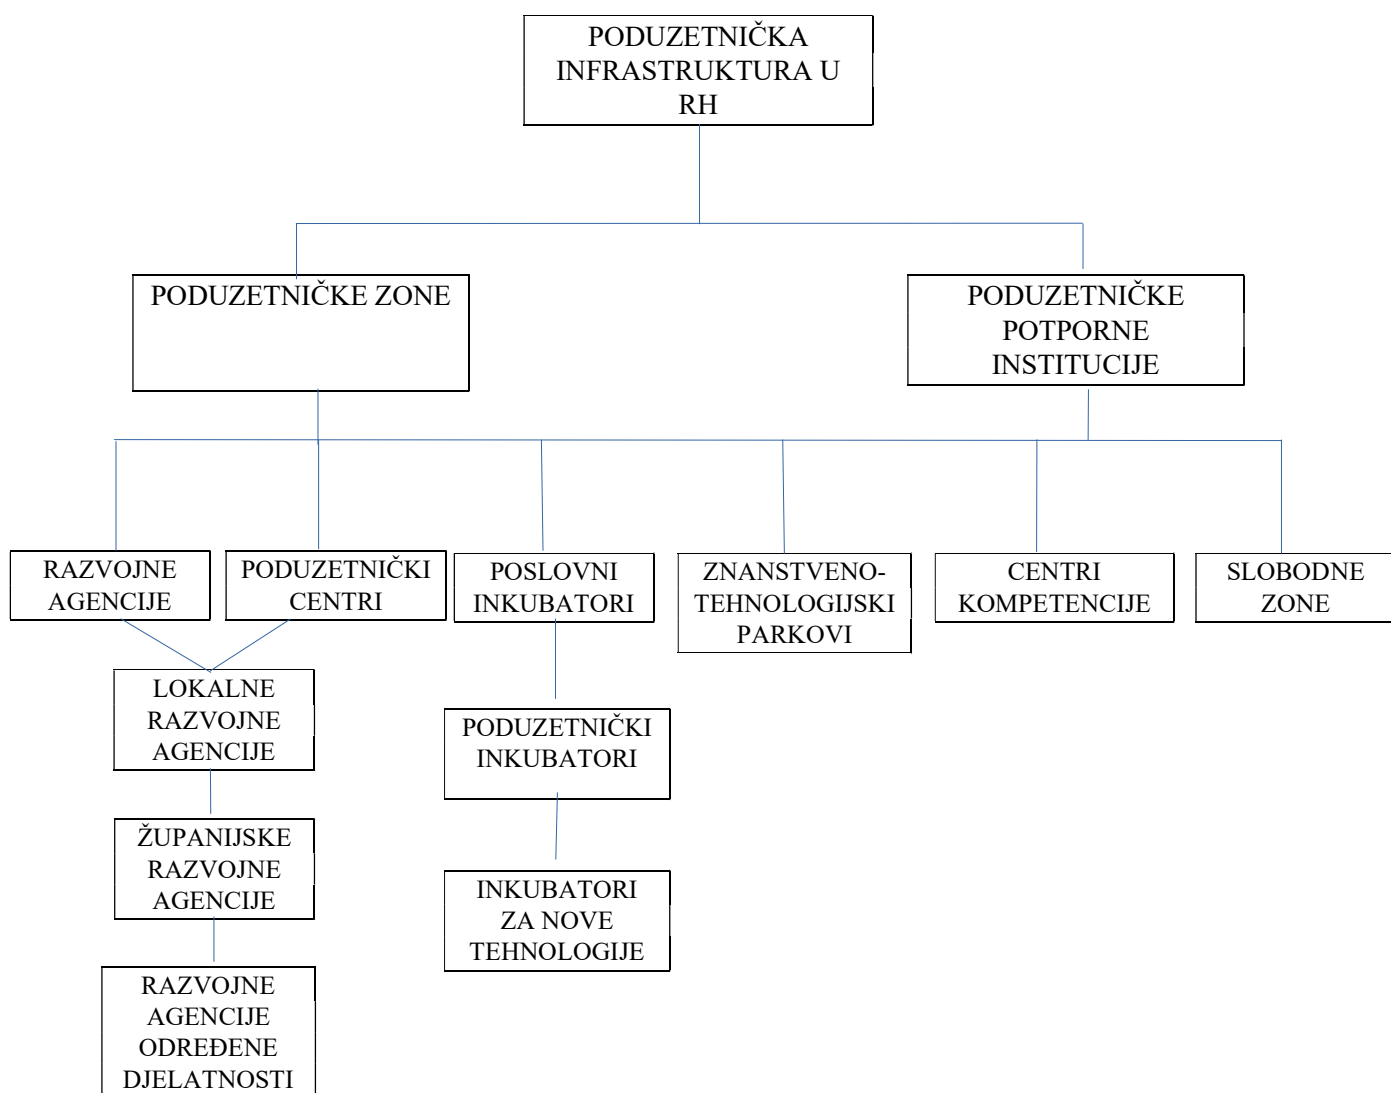 PODUZETNIČKA
INFRASTRUKTURA U
RH
PODUZETNIČKE ZONE
PODUZETNIČKE
POTPORNE
INSTITUCIJE
RAZVOJNE
AGENCIJE
PODUZETNIČKI
CENTRI
POSLOVNI
INKUBATORI
ZNANSTVENO-
TEHNOLOGIJSKI
PARKOVI
CENTRI
KOMPETENCIJE
SLOBODNE
ZONE
LOKALNE
RAZVOJNE
AGENCIJE
PODUZETNIČKI
INKUBATORI
ŽUPANIJSKE
RAZVOJNE
AGENCIJE
INKUBATORI
ZA NOVE
TEHNOLOGIJE
RAZVOJNE
AGENCIJE
ODREĐENE
DJELATNOSTI